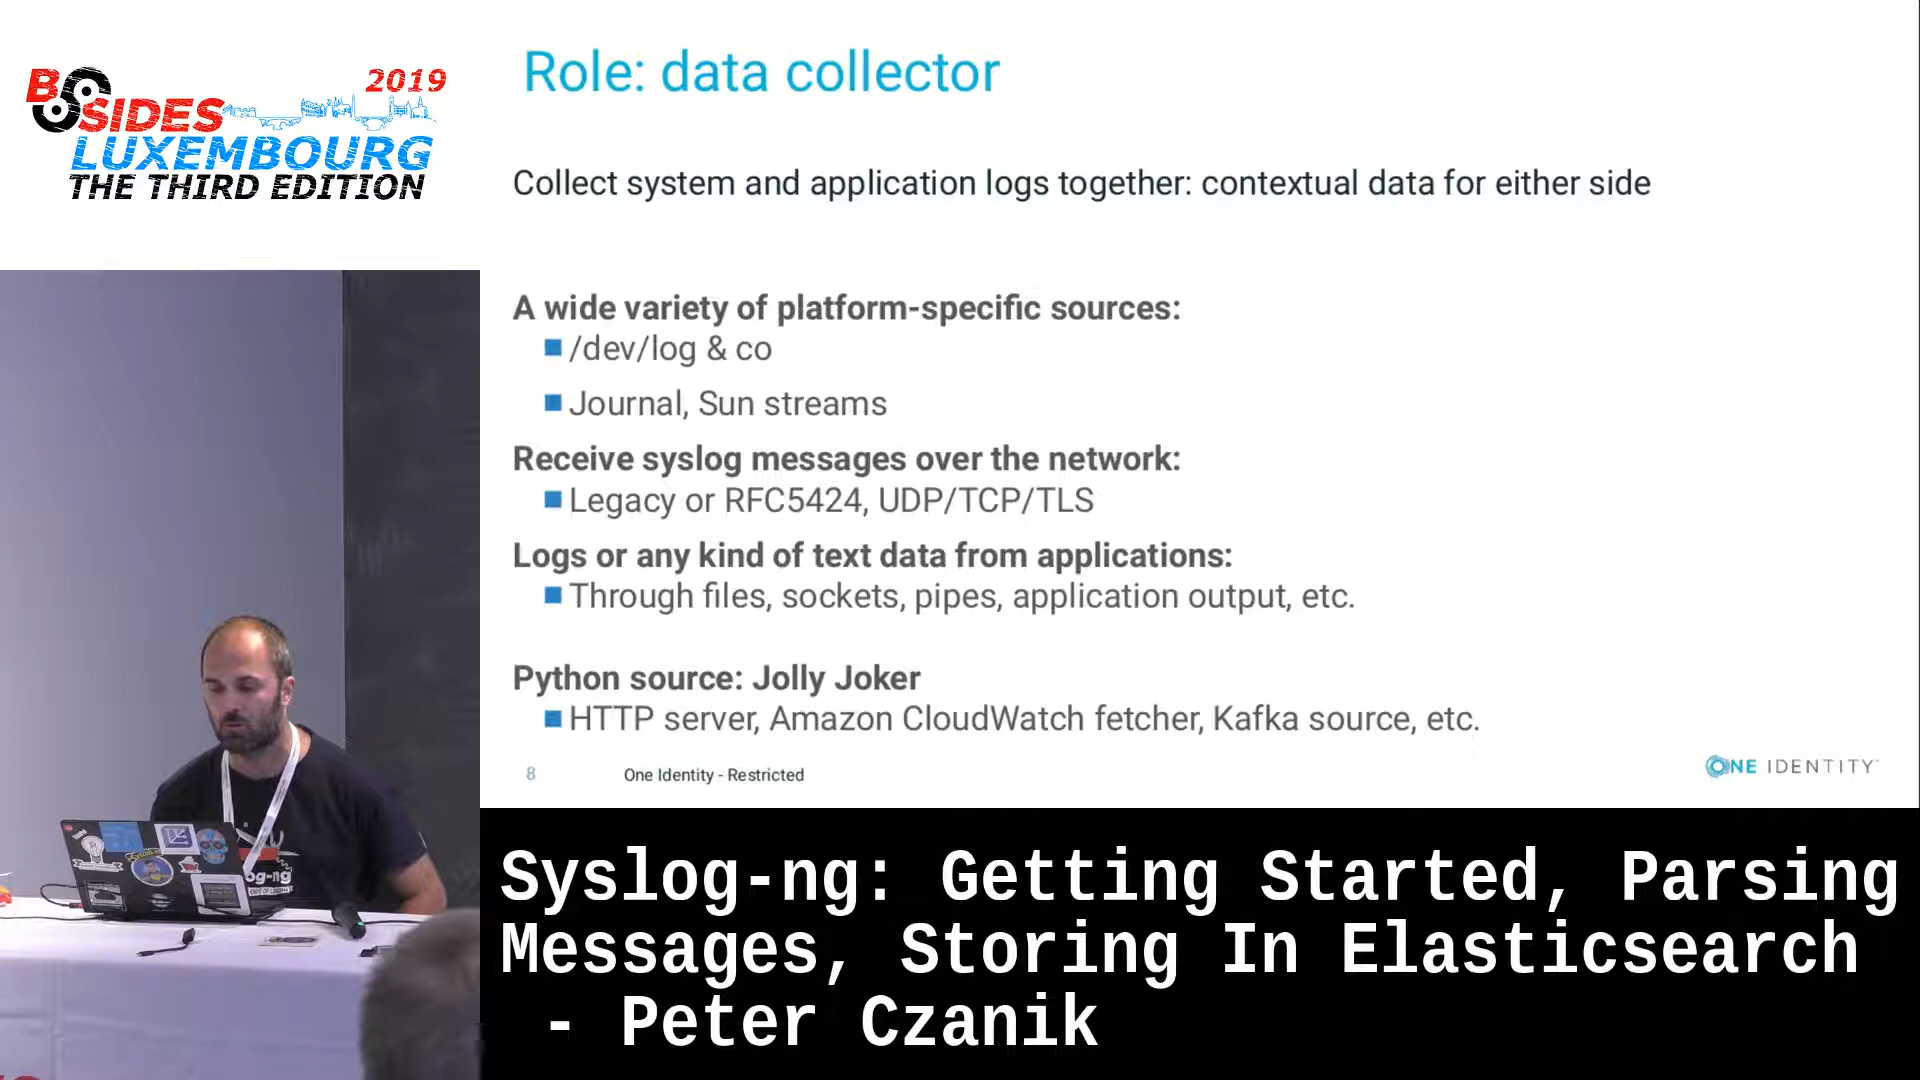 BSIDES 2019
LUXEMBOURG
THE THIRD EDITION
Role: data collector
Collect system and application logs together: contextual data for either side
A wide variety of platform-specific sources:
/dev/log & co
Journal, Sun streams
Receive syslog messages over the network:
Legacy or RFC5424, UDP/TCP/TLS
Logs or any kind of text data from applications:
Through files, sockets, pipes, application output, etc.
Python source: Jolly Joker
HTTP server, Amazon CloudWatch fetcher, Kafka source, etc.
8 One Identity - Restricted
ONE IDENTITY
og-ng
Syslog-ng: Getting Started, Parsing
Messages, Storing In Elasticsearch
- Peter Czanik